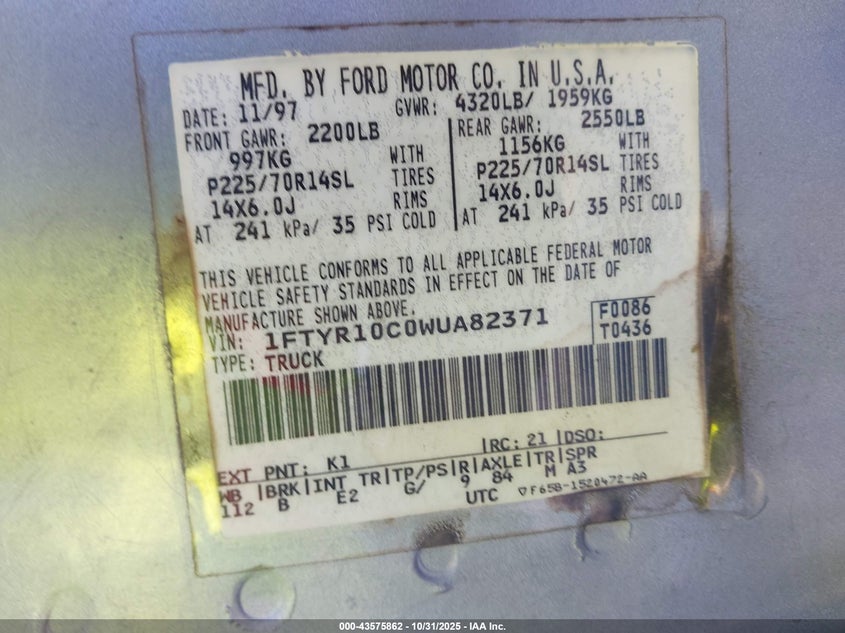 MFD. BY FORD MOTOR CO. IN U.S.A.
DATE: 11/97 GVWR: 4320LB/ 1959KG
FRONT GAWR: 2200LB REAR GAWR: 2550LB
997KG WITH 1156KG WITH
P225/70R14SL TIRES P225/70R14SL TIRES
14X6.0J RIMS 14X6.0J RIMS
AT 241 kPa/ 35 PSI COLD AT 241 kPa/ 35 PSI COLD
THIS VEHICLE CONFORMS TO ALL APPLICABLE FEDERAL MOTOR
VEHICLE SAFETY STANDARDS IN EFFECT ON THE DATE OF
MANUFACTURE SHOWN ABOVE.
VIN: 1FTYR10C0WUA82371 F0086
TYPE: TRUCK T0436
EXT PNT: K1 RC: 21 DSO:
WB BRK INT TR TP/PS R AXLE TR SPR
112 B E2 G/ 9 84 M A3
UTC ▽F65B-1520472-AA
000-43575862 - 10/31/2025 - IAA Inc.